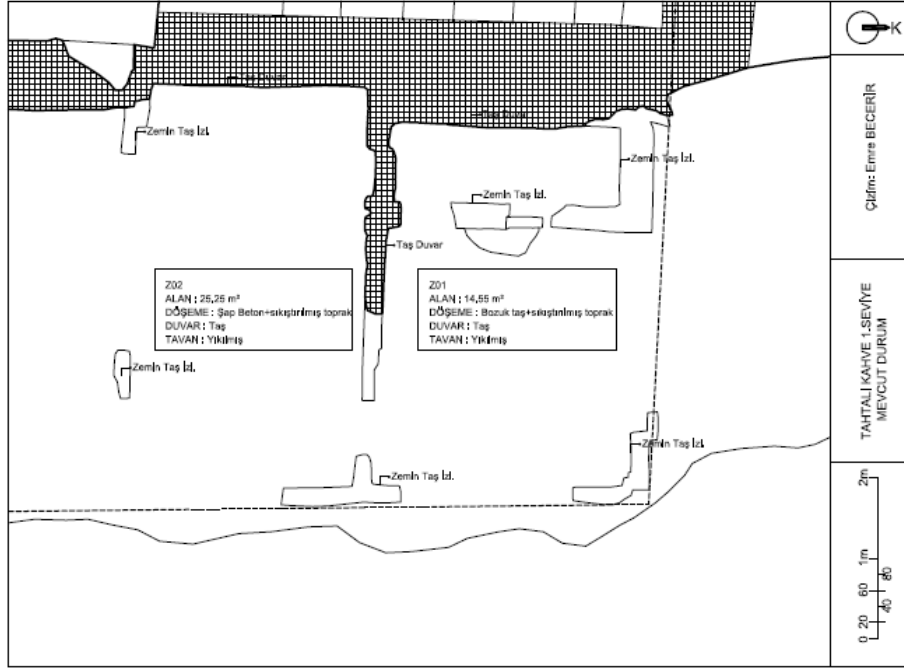 K
Taş Duvar
Taş Duvar
Zemin Taş İzi.
Zemin Taş İzi.
Zemin Taş İzi.
Taş Duvar
Z02
ALAN : 25,25 m²
DÖŞEME : Şap Beton+sıkıştırılmış toprak
DUVAR : Taş
TAVAN : Yıkılmış
Z01
ALAN : 14,55 m²
DÖŞEME : Bozuk taş+sıkıştırılmış toprak
DUVAR : Taş
TAVAN : Yıkılmış
Zemin Taş İzi.
Zemin Taş İzi.
Zemin Taş İzi.
Çizim: Emre BECERİR
TAHTALI KAHVE 1.SEVİYE
MEVCUT DURUM
0 20 60 1m 2m
40 80